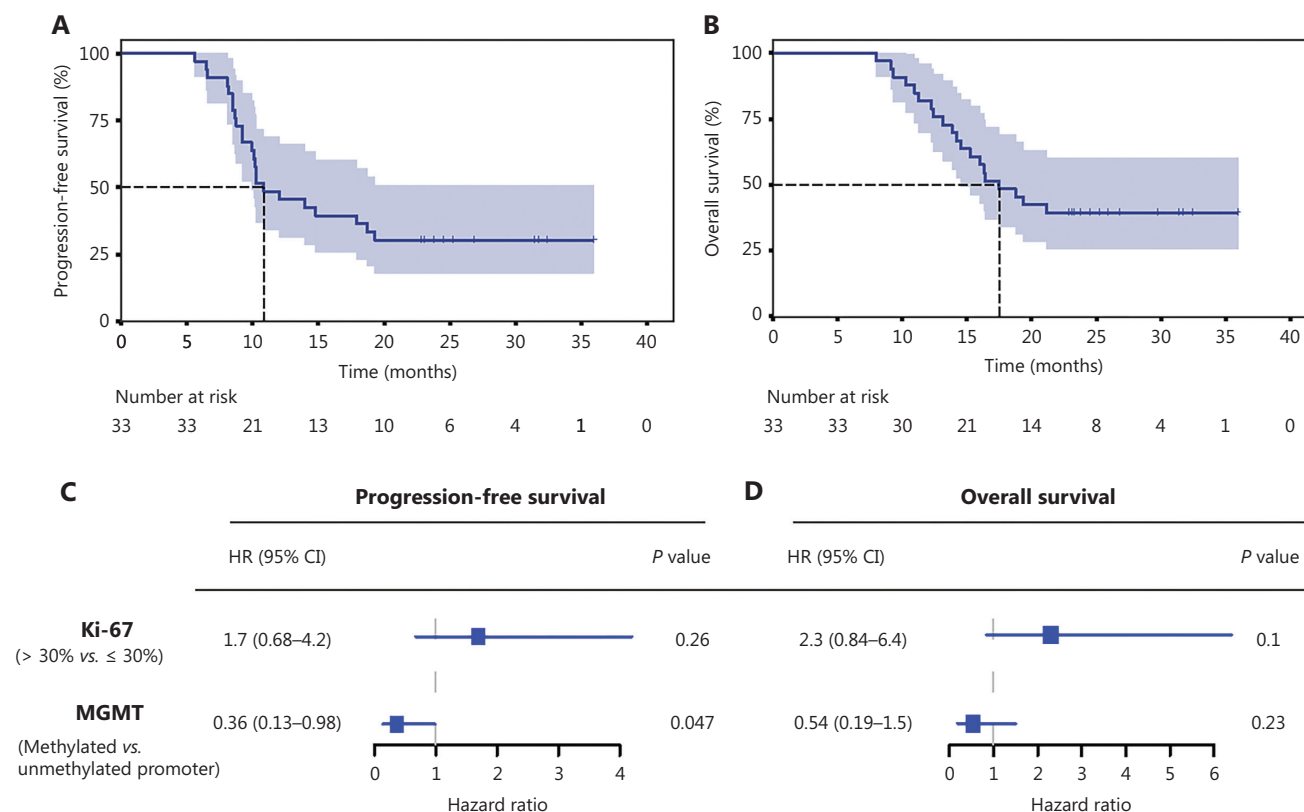 A
Progression-free survival (%)
100
75
50
25
0
0 5 10 15 20 25 30 35 40
Time (months)
Number at risk
33 33 21 13 10 6 4 1 0
B
Overall survival (%)
100
75
50
25
0
0 5 10 15 20 25 30 35 40
Time (months)
Number at risk
33 33 30 21 14 8 4 1 0
C Progression-free survival D Overall survival
HR (95% CI) P value HR (95% CI) P value
Ki-67
(> 30% vs. ≤ 30%)
1.7 (0.68–4.2) 0.26 2.3 (0.84–6.4) 0.1
MGMT
(Methylated vs.
unmethylated promoter)
0.36 (0.13–0.98) 0.047 0.54 (0.19–1.5) 0.23
0 1 2 3 4
Hazard ratio
0 1 2 3 4 5 6
Hazard ratio